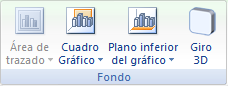 Área de
trazado
Cuadro
Gráfico
Plano inferior
del gráfico
Giro
3D
Fondo